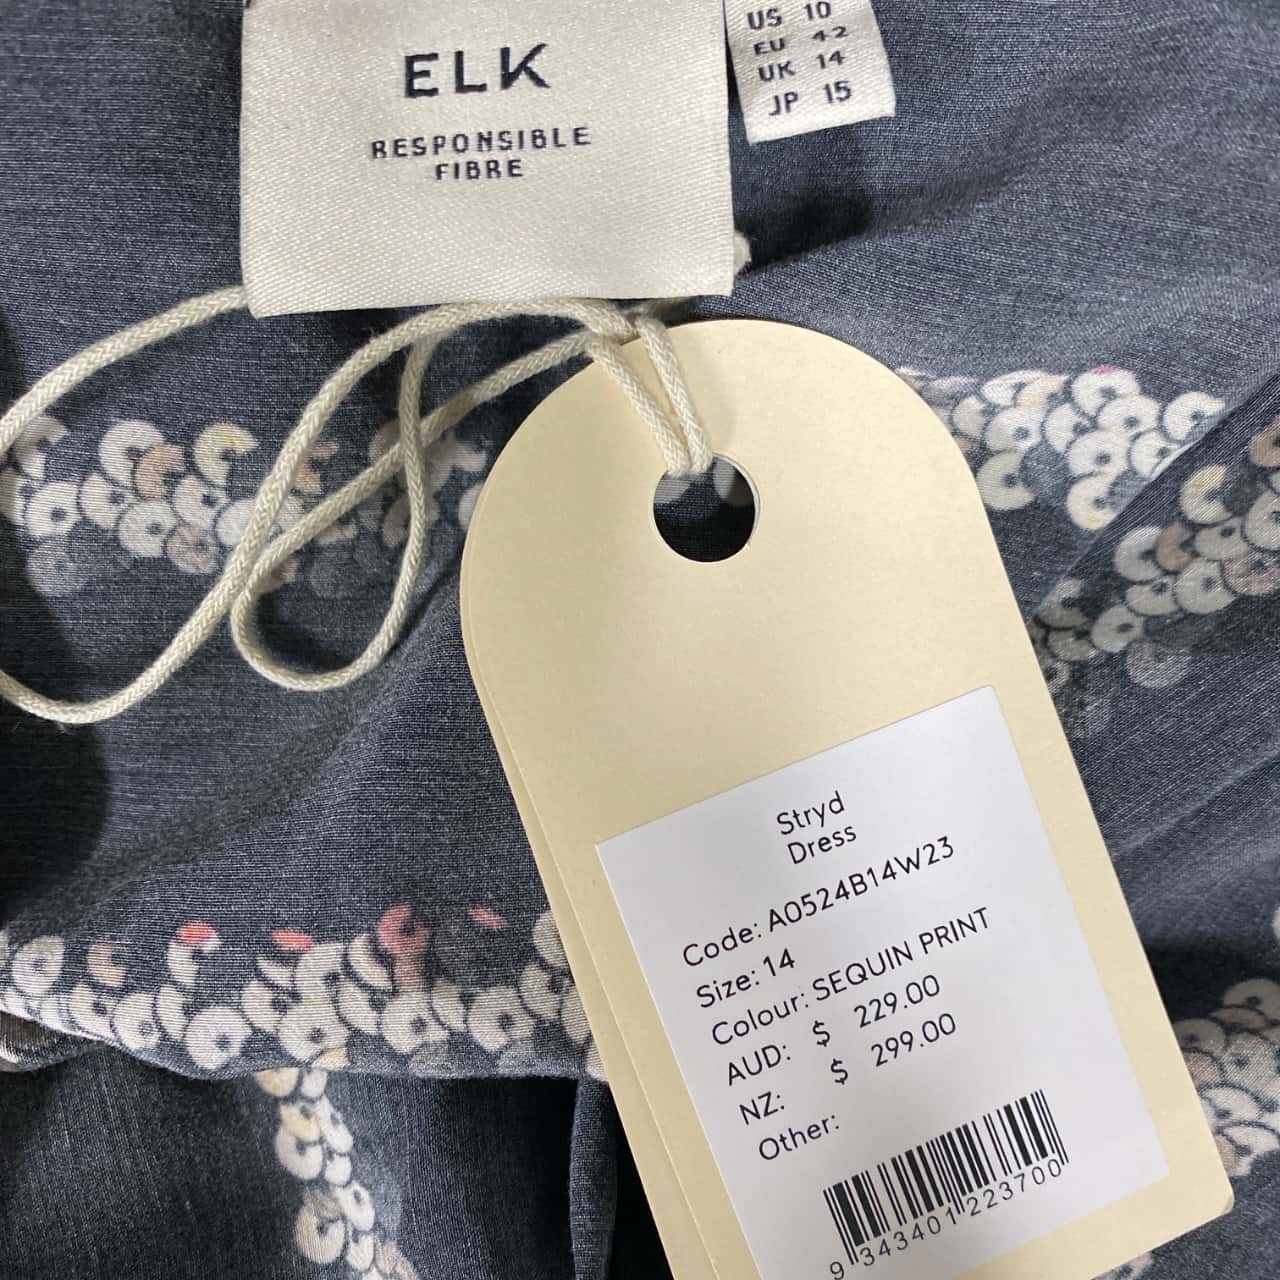 ELK
RESPONSIBLE
FIBRE
US 10
EU 42
UK 14
JP 15
Stryd
Dress
Code: A0524B14W23
Size: 14
Colour: SEQUIN PRINT
AUD: $ 229.00
NZ: $ 299.00
Other:
9 343401 223700